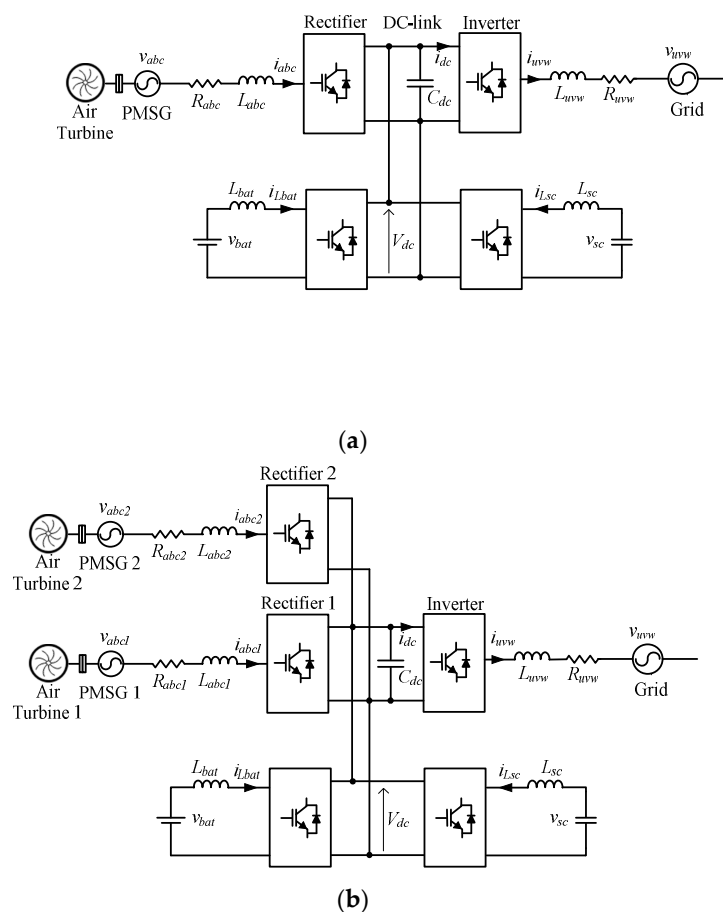 Rectifier DC-link Inverter
v_abc i_abc i_dc i_uvw v_uvw
R_abc L_abc C_dc L_uvw R_uvw
Air Turbine PMSG Grid
L_bat i_Lbat i_Lsc L_sc
v_bat V_dc v_sc
(a)
Rectifier 2
v_abc2 i_abc2
R_abc2 L_abc2
Air Turbine 2 PMSG 2
Rectifier 1 Inverter
v_abc1 i_abc1 i_dc i_uvw v_uvw
R_abc1 L_abc1 C_dc L_uvw R_uvw
Air Turbine 1 PMSG 1 Grid
L_bat i_Lbat i_Lsc L_sc
v_bat V_dc v_sc
(b)